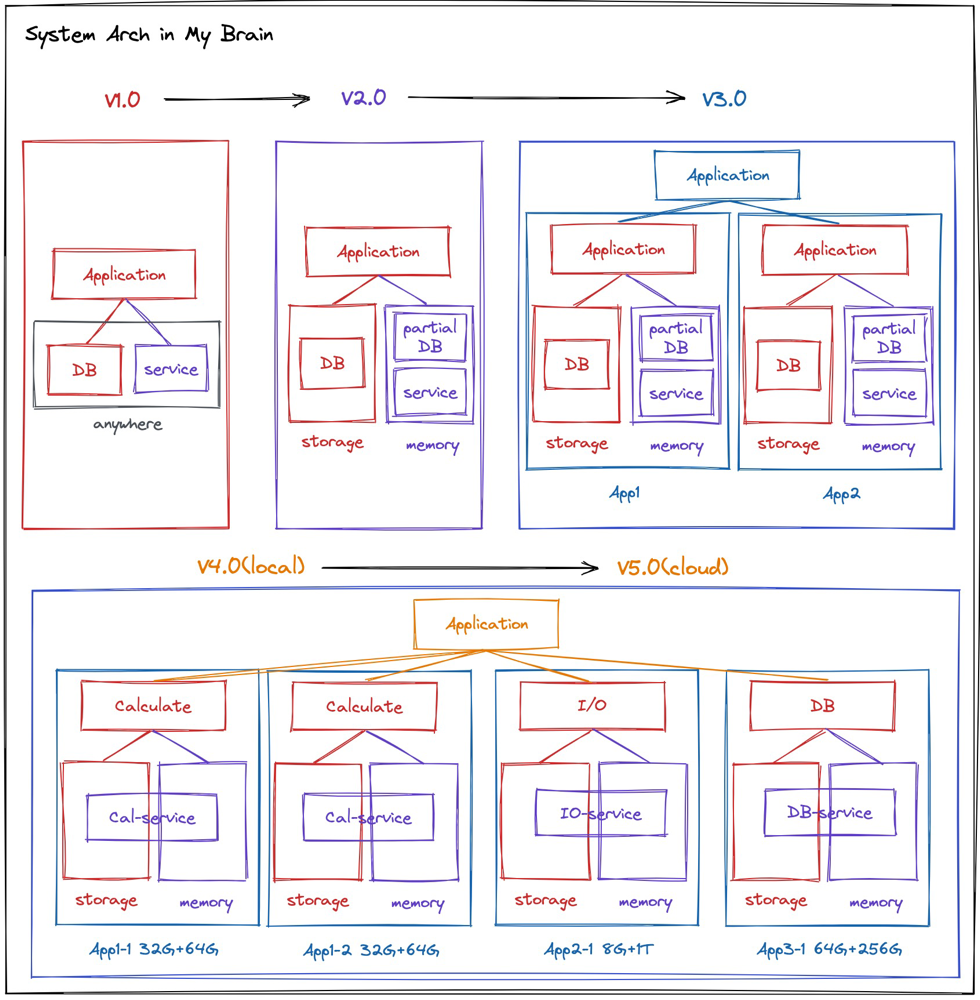 System Arch in My Brain
V1.0
V2.0
V3.0
Application
DB
service
anywhere
Application
DB
partial
DB
service
storage
memory
Application
Application
DB
partial
DB
service
storage
memory
App1
Application
DB
partial
DB
service
storage
memory
App2
V4.0(local)
V5.0(cloud)
Application
Calculate
Cal-service
storage
memory
App1-1 32G+64G
Calculate
Cal-service
storage
memory
App1-2 32G+64G
I/O
IO-service
storage
memory
App2-1 8G+1T
DB
DB-service
storage
memory
App3-1 64G+256G